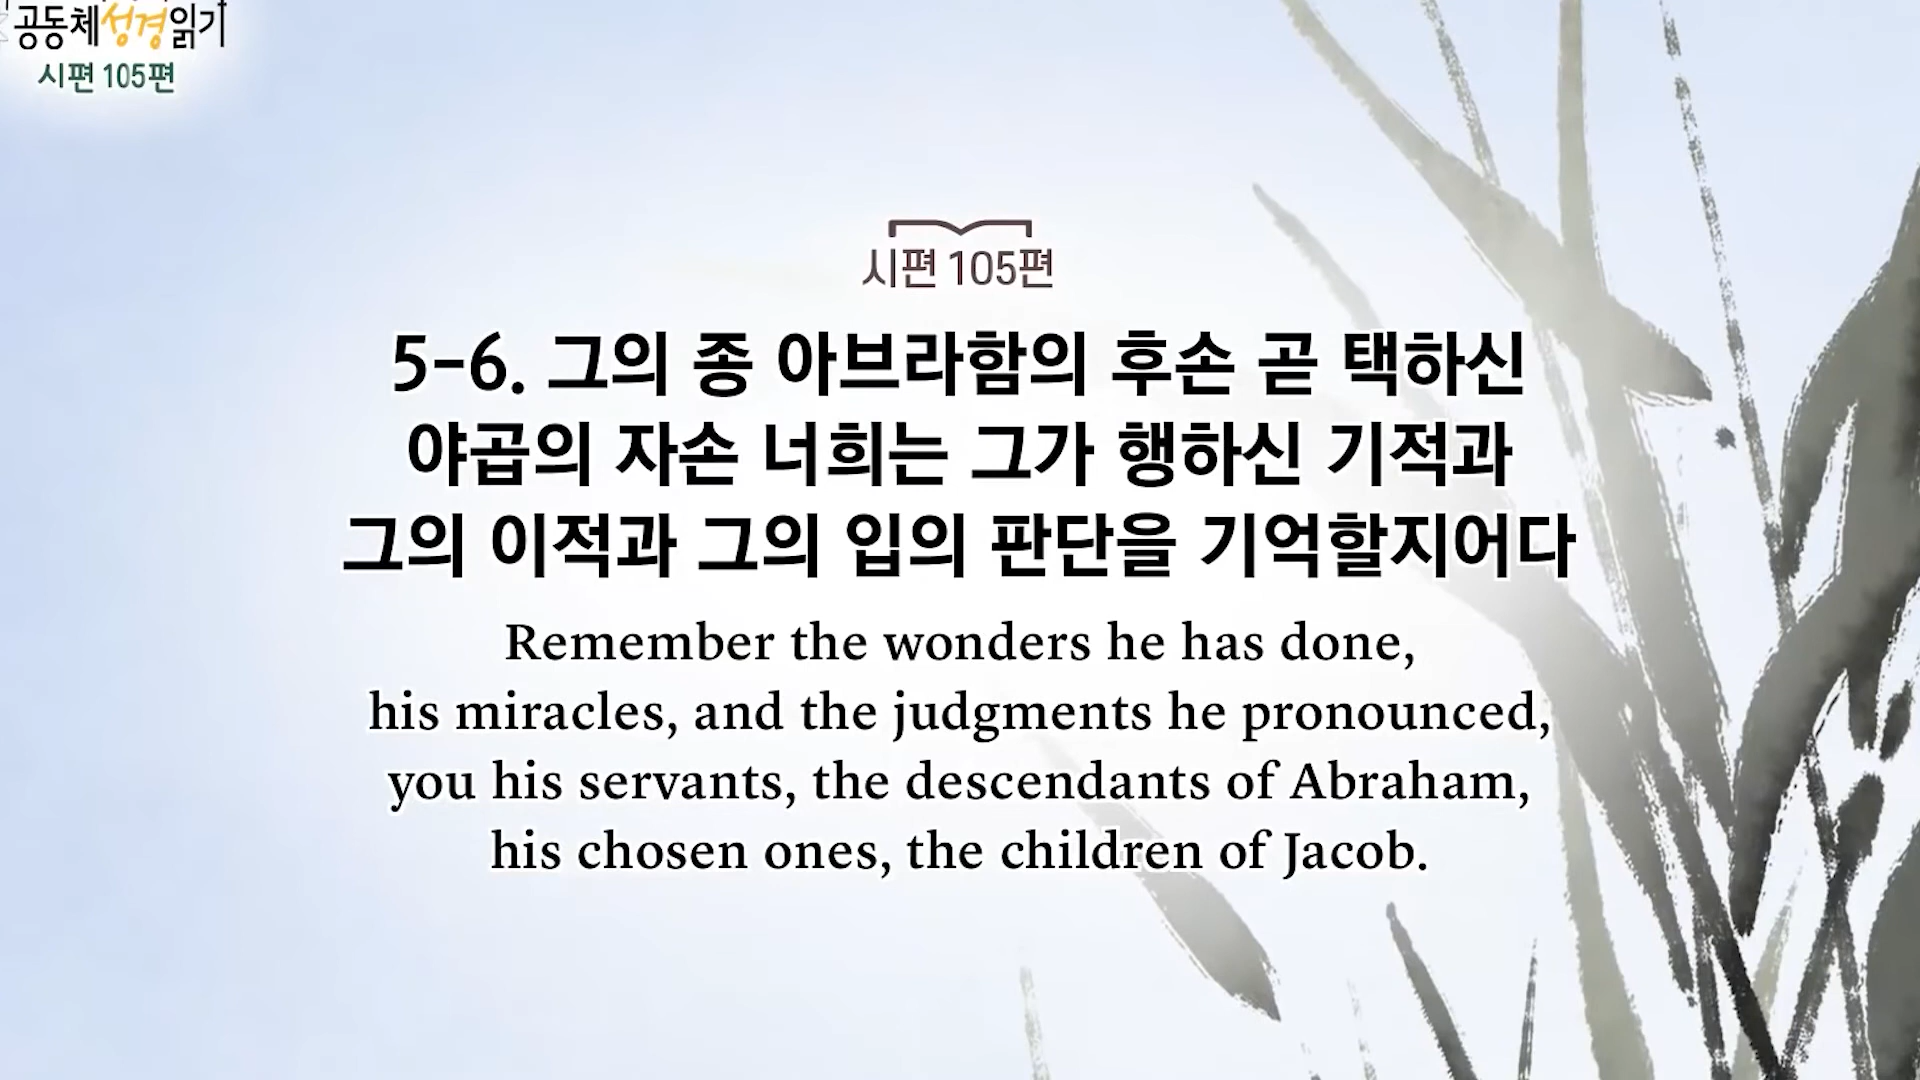 공동체성경읽기
시편 105편
시편 105편
5-6. 그의 종 아브라함의 후손 곧 택하신
야곱의 자손 너희는 그가 행하신 기적과
그의 이적과 그의 입의 판단을 기억할지어다
Remember the wonders he has done,
his miracles, and the judgments he pronounced,
you his servants, the descendants of Abraham,
his chosen ones, the children of Jacob.